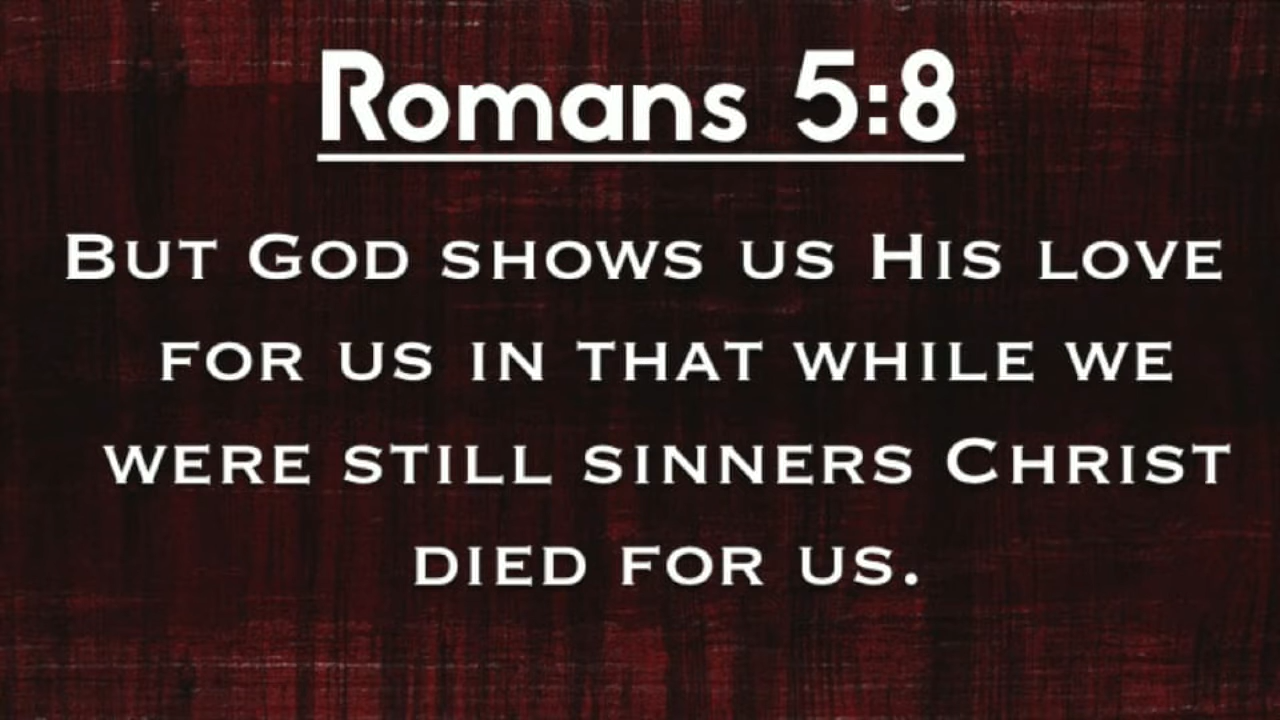 Romans 5:8
But God shows us His love
for us in that while we
were still sinners Christ
died for us.